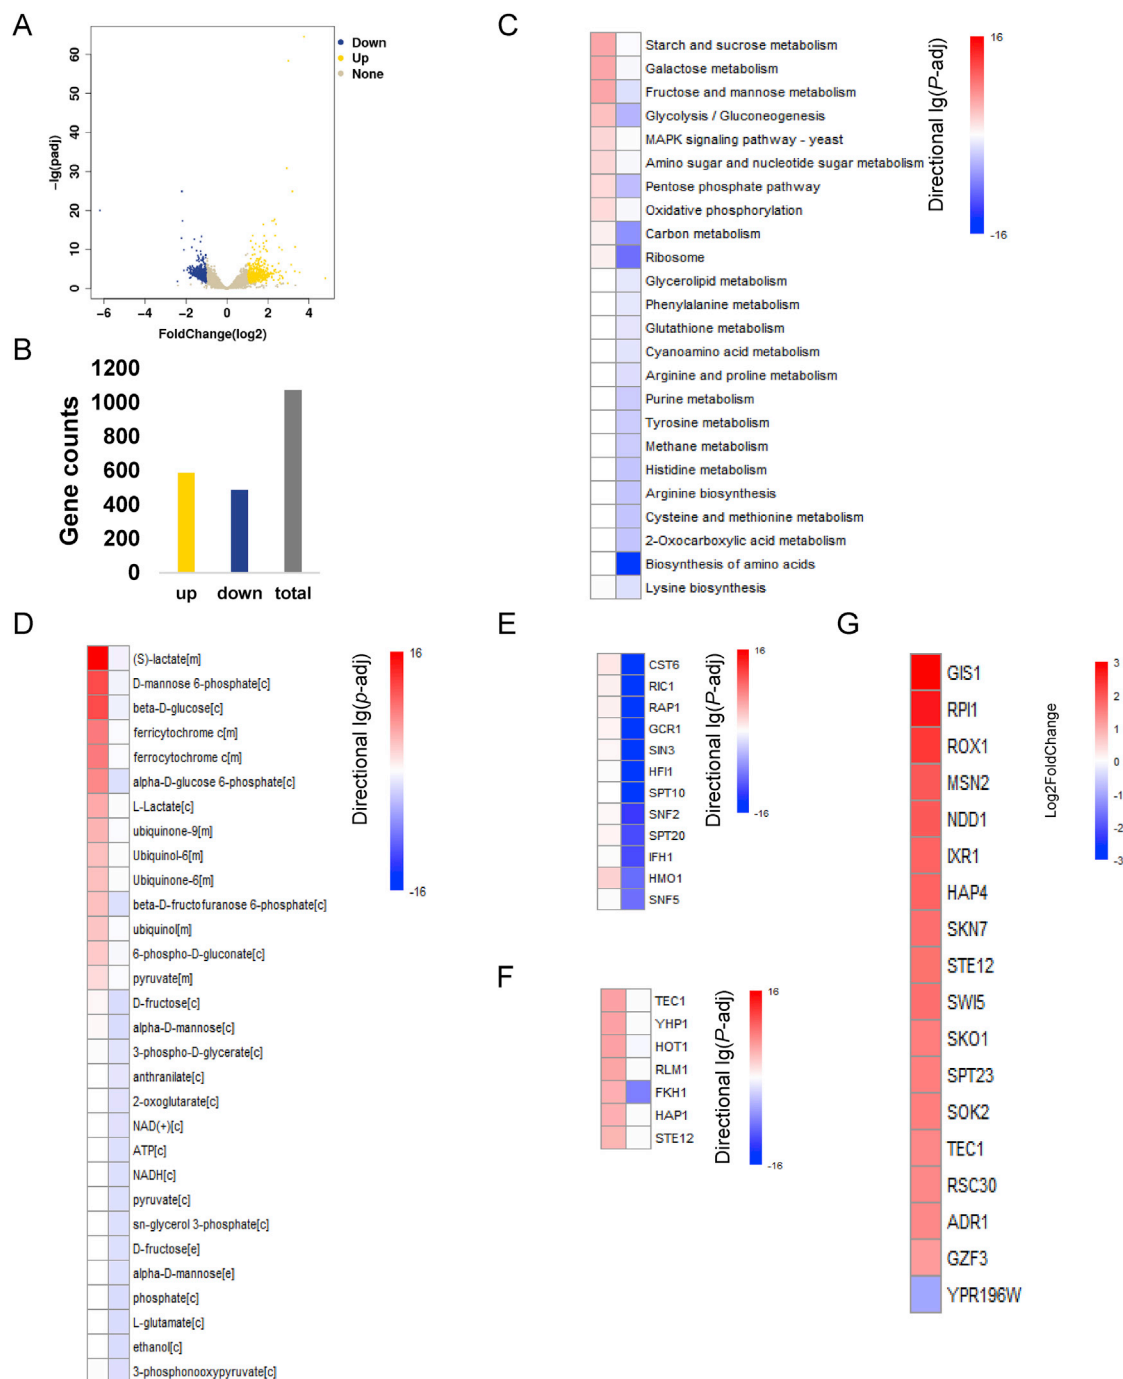 A
Down
Up
None
60
50
40
30
20
10
0
−lg(padj)
−6
−4
−2
0
2
4
FoldChange(log2)
B
1200
1000
800
600
400
200
0
Gene counts
up
down
total
C
Starch and sucrose metabolism
Galactose metabolism
Fructose and mannose metabolism
Glycolysis / Gluconeogenesis
MAPK signaling pathway - yeast
Amino sugar and nucleotide sugar metabolism
Pentose phosphate pathway
Oxidative phosphorylation
Carbon metabolism
Ribosome
Glycerolipid metabolism
Phenylalanine metabolism
Glutathione metabolism
Cyanoamino acid metabolism
Arginine and proline metabolism
Purine metabolism
Tyrosine metabolism
Methane metabolism
Histidine metabolism
Arginine biosynthesis
Cysteine and methionine metabolism
2-Oxocarboxylic acid metabolism
Biosynthesis of amino acids
Lysine biosynthesis
Directional lg(P-adj)
16
-16
D
(S)-lactate[m]
D-mannose 6-phosphate[c]
beta-D-glucose[c]
ferricytochrome c[m]
ferrocytochrome c[m]
alpha-D-glucose 6-phosphate[c]
L-Lactate[c]
ubiquinone-9[m]
Ubiquinol-6[m]
Ubiquinone-6[m]
beta-D-fructofuranose 6-phosphate[c]
ubiquinol[m]
6-phospho-D-gluconate[c]
pyruvate[m]
D-fructose[c]
alpha-D-mannose[c]
3-phospho-D-glycerate[c]
anthranilate[c]
2-oxoglutarate[c]
NAD(+)[c]
ATP[c]
NADH[c]
pyruvate[c]
sn-glycerol 3-phosphate[c]
D-fructose[e]
alpha-D-mannose[e]
phosphate[c]
L-glutamate[c]
ethanol[c]
3-phosphonooxypyruvate[c]
Directional lg(p-adj)
16
-16
E
CST6
RIC1
RAP1
GCR1
SIN3
HFI1
SPT10
SNF2
SPT20
IFH1
HMO1
SNF5
Directional lg(P-adj)
16
-16
F
TEC1
YHP1
HOT1
RLM1
FKH1
HAP1
STE12
Directional lg(P-adj)
16
-16
G
GIS1
RPI1
ROX1
MSN2
NDD1
IXR1
HAP4
SKN7
STE12
SWI5
SKO1
SPT23
SOK2
TEC1
RSC30
ADR1
GZF3
YPR196W
Log2FoldChange
3
2
1
0
-1
-2
-3